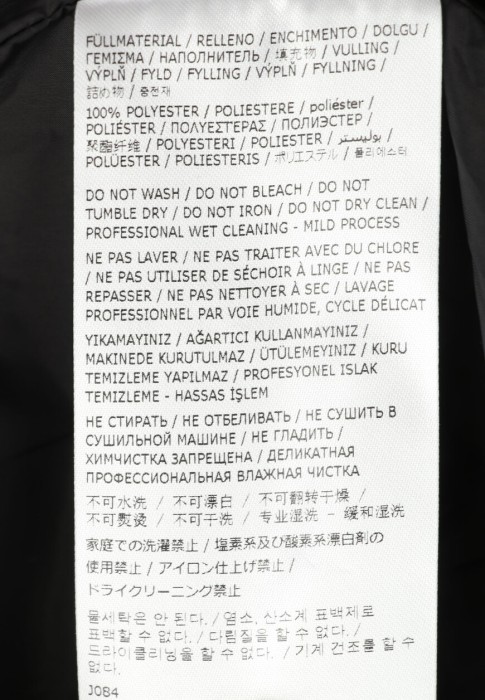 FÜLLMATERIAL / RELLENO / ENCHIMENTO / DOLGU /
ΓΕΜΙΣΜΑ / НАПОЛНИТЕЛЬ / 填充物 / VULLING /
VÝPLŇ / FYLD / FYLLING / VÝPLŇ / FYLLNING /
詰め物 / 충전재
100% POLYESTER / POLIESTERE / poliéster /
POLIÉSTER / ΠΟΛΥΕΣΤΕΡΑΣ / ПОЛИЭСТЕР /
聚酯纤维 / POLYESTERI / POLIESTER / بوليستر /
POLÜESTER / POLIESTERIS / ポリエステル / 폴리에스터
DO NOT WASH / DO NOT BLEACH / DO NOT
TUMBLE DRY / DO NOT IRON / DO NOT DRY CLEAN /
PROFESSIONAL WET CLEANING - MILD PROCESS
NE PAS LAVER / NE PAS TRAITER AVEC DU CHLORE
/ NE PAS UTILISER DE SÉCHOIR À LINGE / NE PAS
REPASSER / NE PAS NETTOYER À SEC / LAVAGE
PROFESSIONNEL PAR VOIE HUMIDE, CYCLE DÉLICAT
YIKAMAYINIZ / AĞARTICI KULLANMAYINIZ /
MAKINEDE KURUTULMAZ / ÜTÜLEMEYINIZ / KURU
TEMIZLEME YAPILMAZ / PROFESYONEL ISLAK
TEMIZLEME - HASSAS İŞLEM
НЕ СТИРАТЬ / НЕ ОТБЕЛИВАТЬ / НЕ СУШИТЬ В
СУШИЛЬНОЙ МАШИНЕ / НЕ ГЛАДИТЬ /
ХИМЧИСТКА ЗАПРЕЩЕНА / ДЕЛИКАТНАЯ
ПРОФЕССИОНАЛЬНАЯ ВЛАЖНАЯ ЧИСТКА
不可水洗 / 不可漂白 / 不可翻转干燥 /
不可熨烫 / 不可干洗 / 专业湿洗 - 缓和湿洗
家庭での洗濯禁止 / 塩素系及び酸素系漂白剤の
使用禁止 / アイロン仕上げ禁止 /
ドライクリーニング禁止
물세탁은 안 된다. / 염소, 산소계 표백제로
표백할 수 없다. / 다림질을 할 수 없다. /
드라이클리닝을 할 수 없다. / 기계 건조를 할 수
없다.
J084